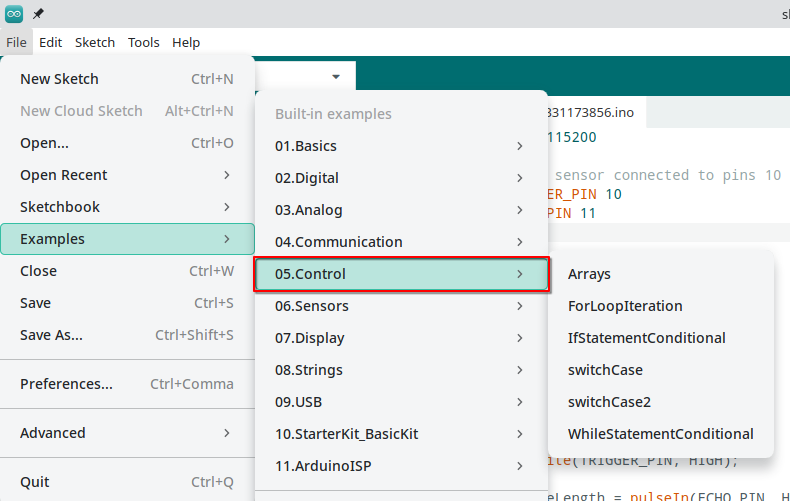 sk
File Edit Sketch Tools Help
New Sketch Ctrl+N
New Cloud Sketch Alt+Ctrl+N
Open... Ctrl+O
Open Recent
Sketchbook
Examples
Close Ctrl+W
Save Ctrl+S
Save As... Ctrl+Shift+S
Preferences... Ctrl+Comma
Advanced
Quit Ctrl+Q
Built-in examples
01.Basics
02.Digital
03.Analog
04.Communication
05.Control
06.Sensors
07.Display
08.Strings
09.USB
10.StarterKit_BasicKit
11.ArduinoISP
Arrays
ForLoopIteration
IfStatementConditional
switchCase
switchCase2
WhileStatementConditional
331173856.ino
115200
sensor connected to pins 10
ER_PIN 10
PIN 11
ite(TRIGGER_PIN, HIGH);
eLength = pulseIn(ECHO_PIN, H